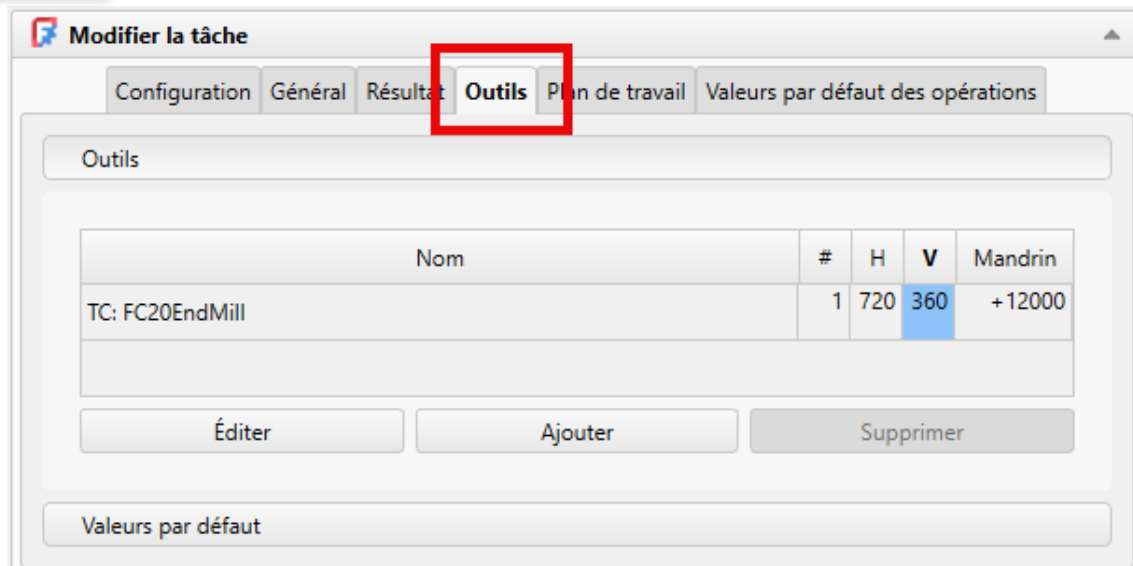 Modifier la tâche
Configuration Général Résultat Outils Plan de travail Valeurs par défaut des opérations
Outils
Nom # H V Mandrin
TC: FC20EndMill 1 720 360 +12000
Éditer Ajouter Supprimer
Valeurs par défaut